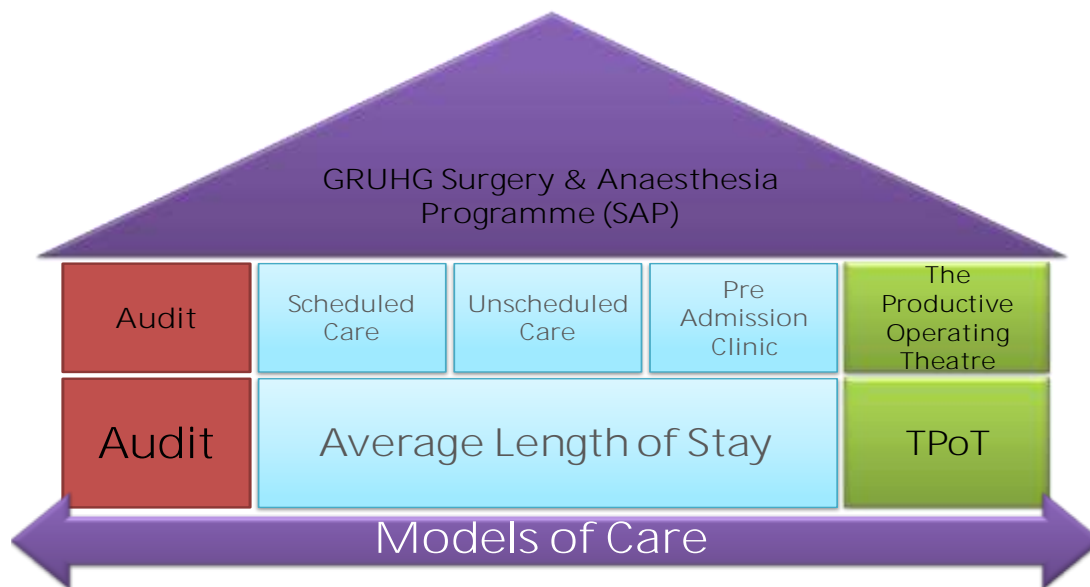 GRUHG Surgery & Anaesthesia
Programme (SAP)
Audit
Scheduled
Care
Unscheduled
Care
Pre
Admission
Clinic
The
Productive
Operating
Theatre
Audit
Average Length of Stay
TPoT
Models of Care